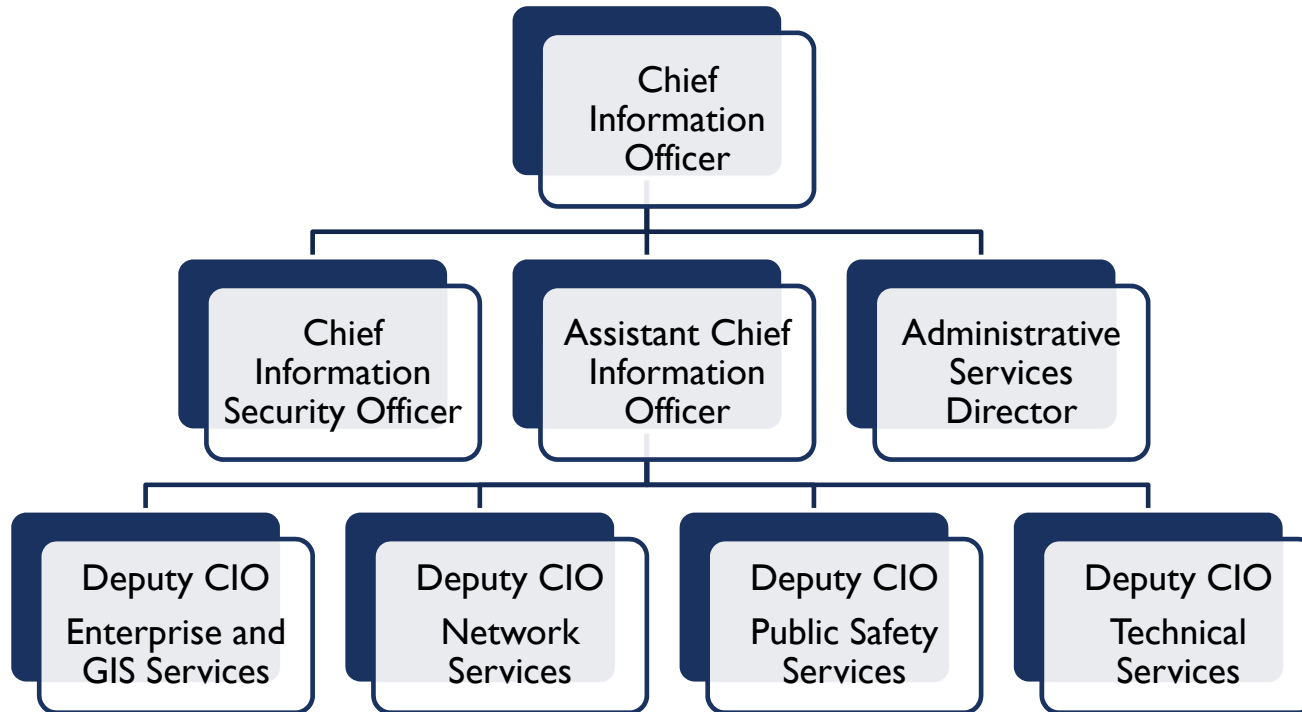 Chief
Information
Officer
Chief
Information
Security Officer
Assistant Chief
Information
Officer
Administrative
Services
Director
Deputy CIO
Enterprise and
GIS Services
Deputy CIO
Network
Services
Deputy CIO
Public Safety
Services
Deputy CIO
Technical
Services